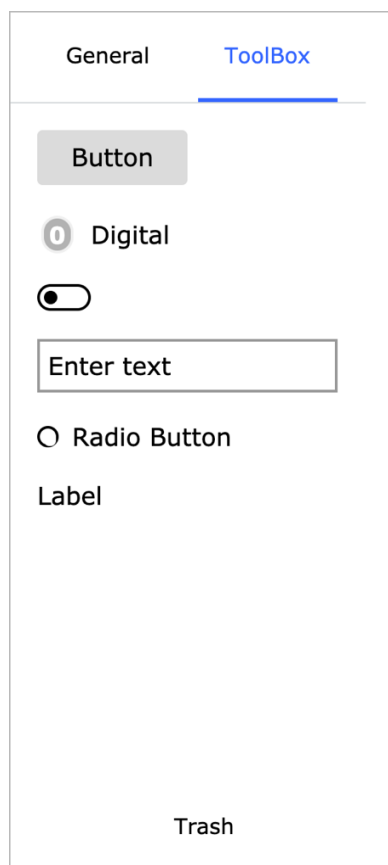 General ToolBox
Button
0 Digital
Enter text
Radio Button
Label
Trash